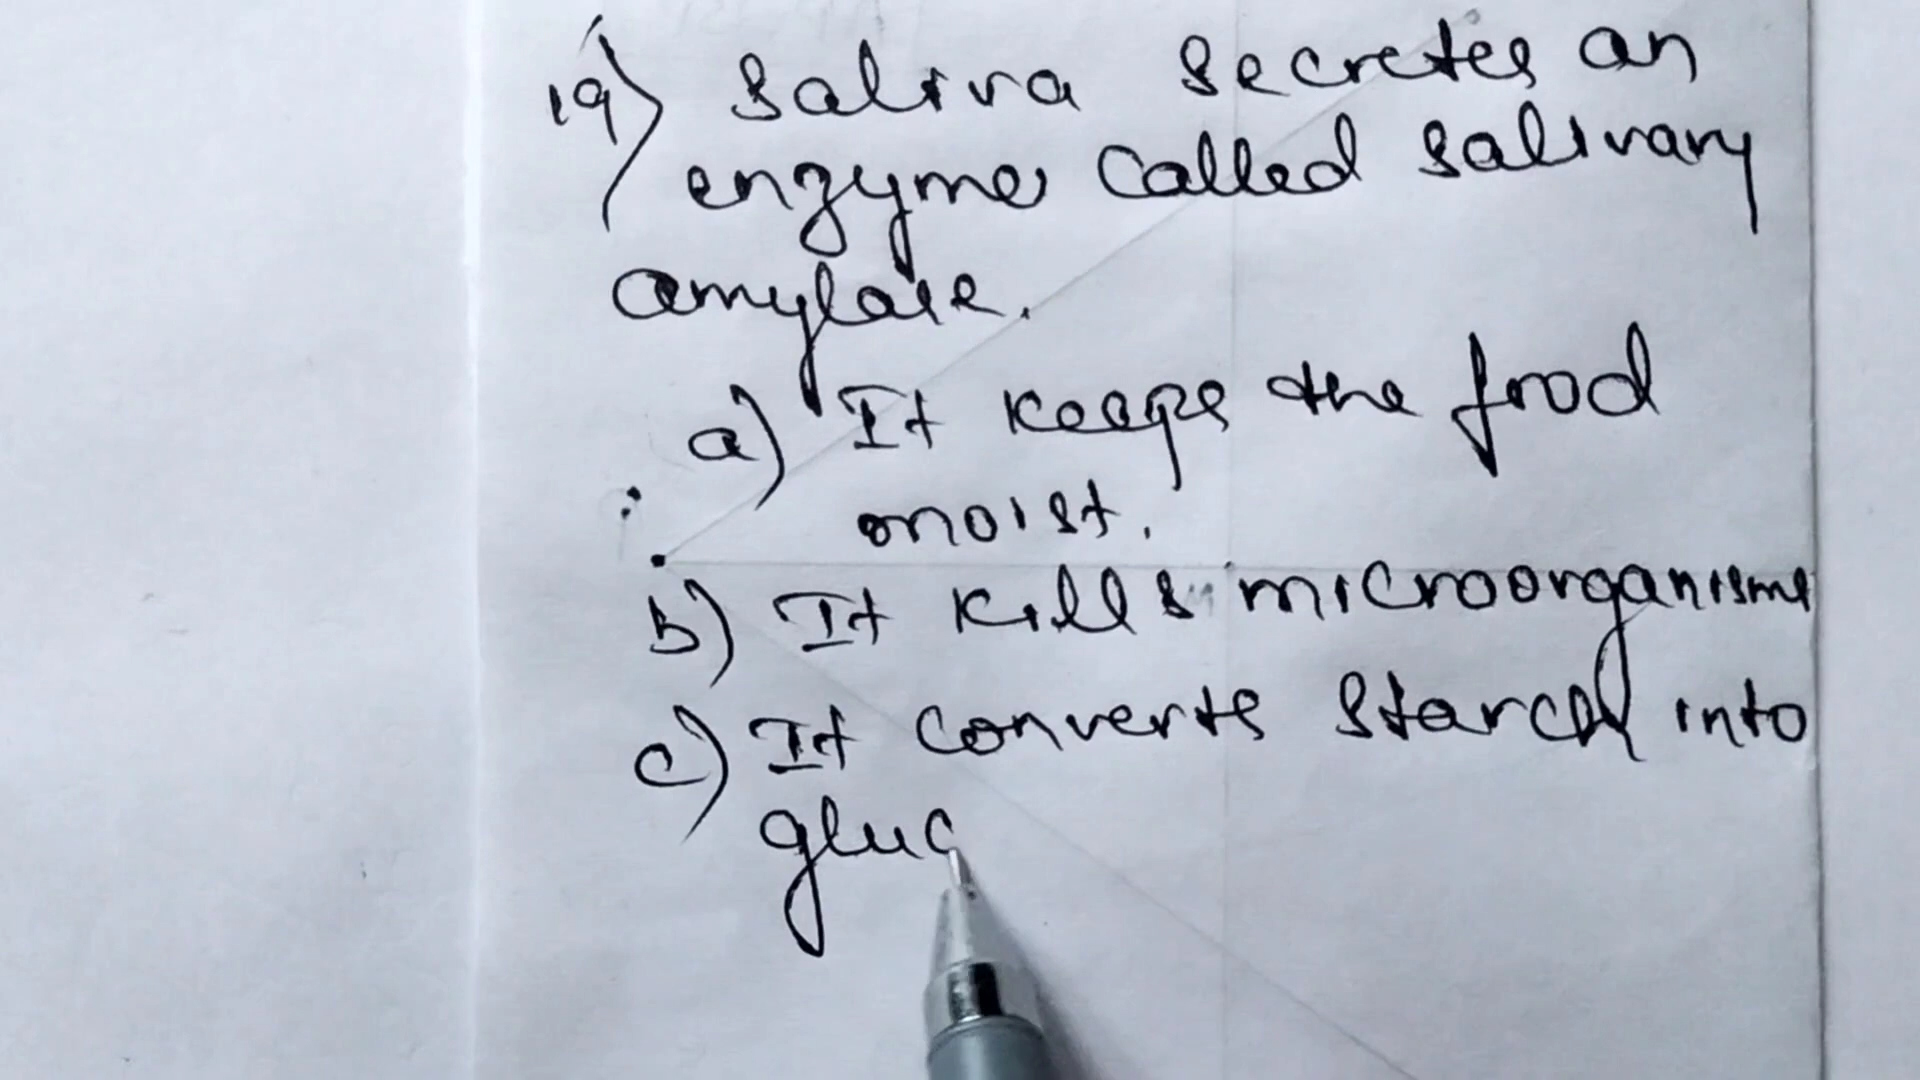 19) Saliva secretes an
enzyme called salivary
amylase.
a) It keeps the food
moist.
b) It kills microorganisms
c) It converts starch into
gluc